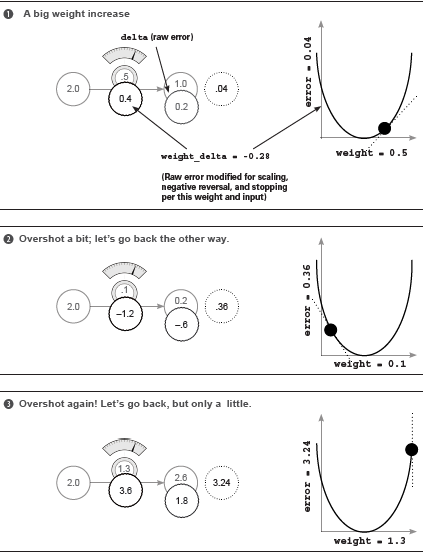 1 A big weight increase
delta (raw error)
.5
2.0
0.4
1.0
0.2
.04
error = 0.04
weight = 0.5
weight_delta = -0.28
(Raw error modified for scaling,
negative reversal, and stopping
per this weight and input)
2 Overshot a bit; let's go back the other way.
.1
2.0
–1.2
0.2
–.6
.36
error = 0.36
weight = 0.1
3 Overshot again! Let's go back, but only a little.
1.3
2.0
3.6
2.6
1.8
3.24
error = 3.24
weight = 1.3